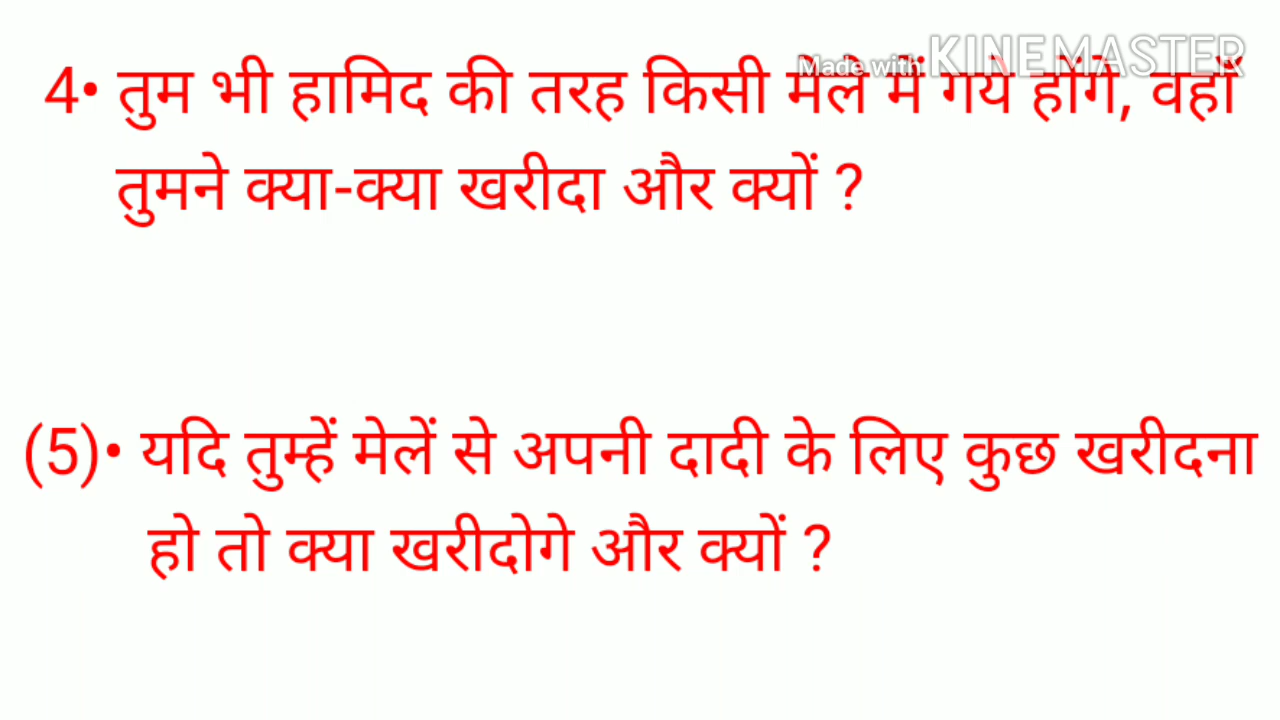 Made with KINEMASTER
4• तुम भी हामिद की तरह किसी मेले में गये होंगे, वहाँ
तुमने क्या-क्या खरीदा और क्यों ?
(5)• यदि तुम्हें मेलें से अपनी दादी के लिए कुछ खरीदना
हो तो क्या खरीदोगे और क्यों ?